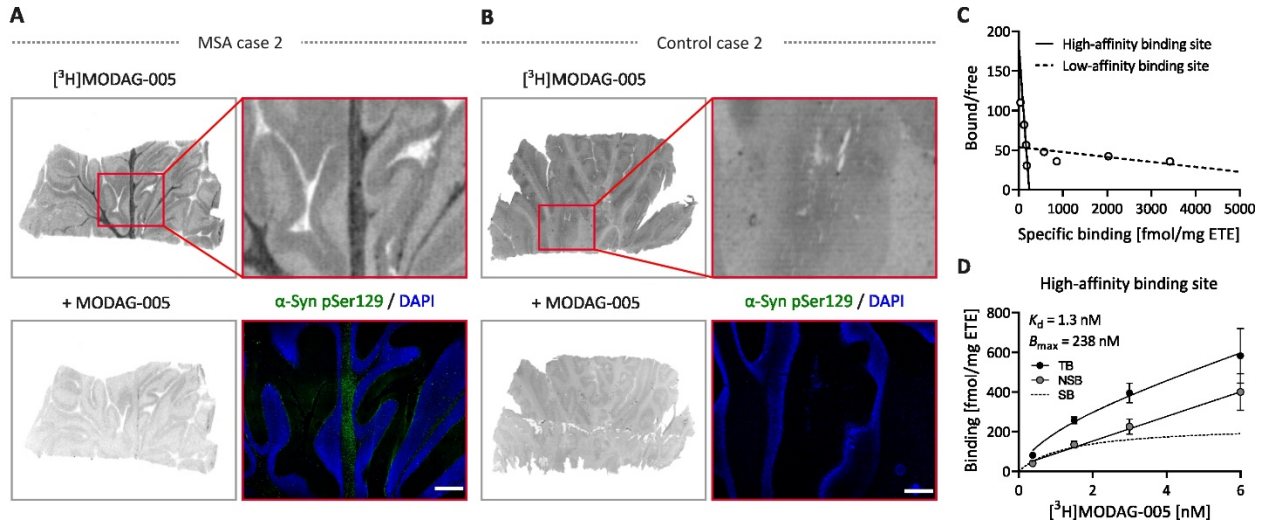 A
MSA case 2
[³H]MODAG-005
+ MODAG-005
α-Syn pSer129 / DAPI
B
Control case 2
[³H]MODAG-005
+ MODAG-005
α-Syn pSer129 / DAPI
C
High-affinity binding site
Low-affinity binding site
Bound/free
200
150
100
50
0
0 1000 2000 3000 4000 5000
Specific binding [fmol/mg ETE]
D
High-affinity binding site
Kd = 1.3 nM
Bmax = 238 nM
TB
NSB
SB
Binding [fmol/mg ETE]
800
600
400
200
0
0 2 4 6
[³H]MODAG-005 [nM]